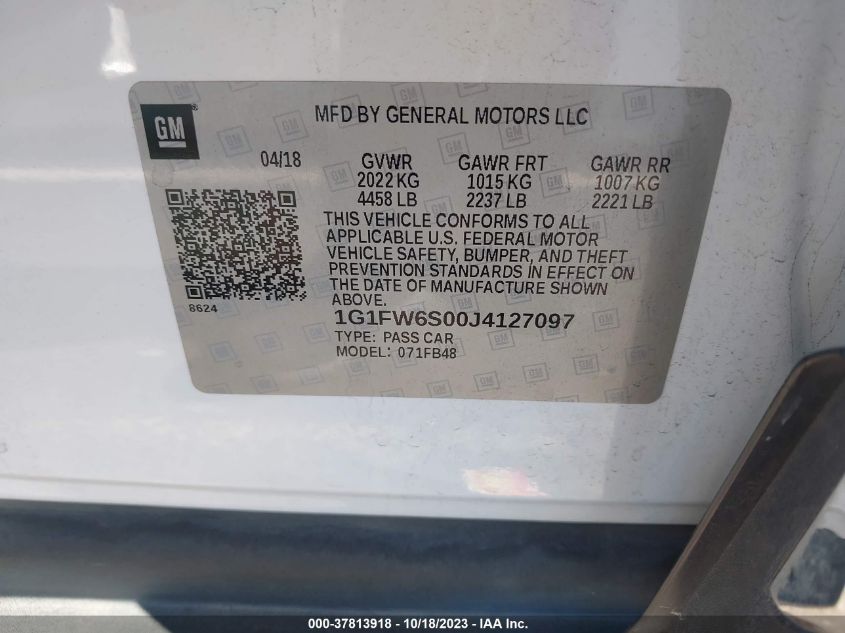 GM ®
MFD BY GENERAL MOTORS LLC
04/18 GVWR GAWR FRT GAWR RR
2022 KG 1015 KG 1007 KG
4458 LB 2237 LB 2221 LB
THIS VEHICLE CONFORMS TO ALL
APPLICABLE U.S. FEDERAL MOTOR
VEHICLE SAFETY, BUMPER, AND THEFT
PREVENTION STANDARDS IN EFFECT ON
THE DATE OF MANUFACTURE SHOWN
ABOVE.
8624
1G1FW6S00J4127097
TYPE: PASS CAR
MODEL: 071FB48
000-37813918 - 10/18/2023 - IAA Inc.